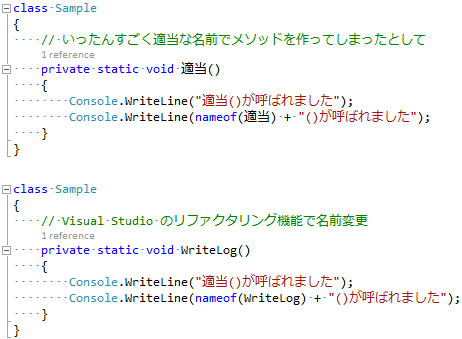 class Sample
{
// いったんすごく適当な名前でメソッドを作ってしまったとして
1 reference
private static void 適当()
{
Console.WriteLine("適当()が呼ばれました");
Console.WriteLine(nameof(適当) + "()が呼ばれました");
}
}
class Sample
{
// Visual Studio のリファクタリング機能で名前変更
1 reference
private static void WriteLog()
{
Console.WriteLine("適当()が呼ばれました");
Console.WriteLine(nameof(WriteLog) + "()が呼ばれました");
}
}